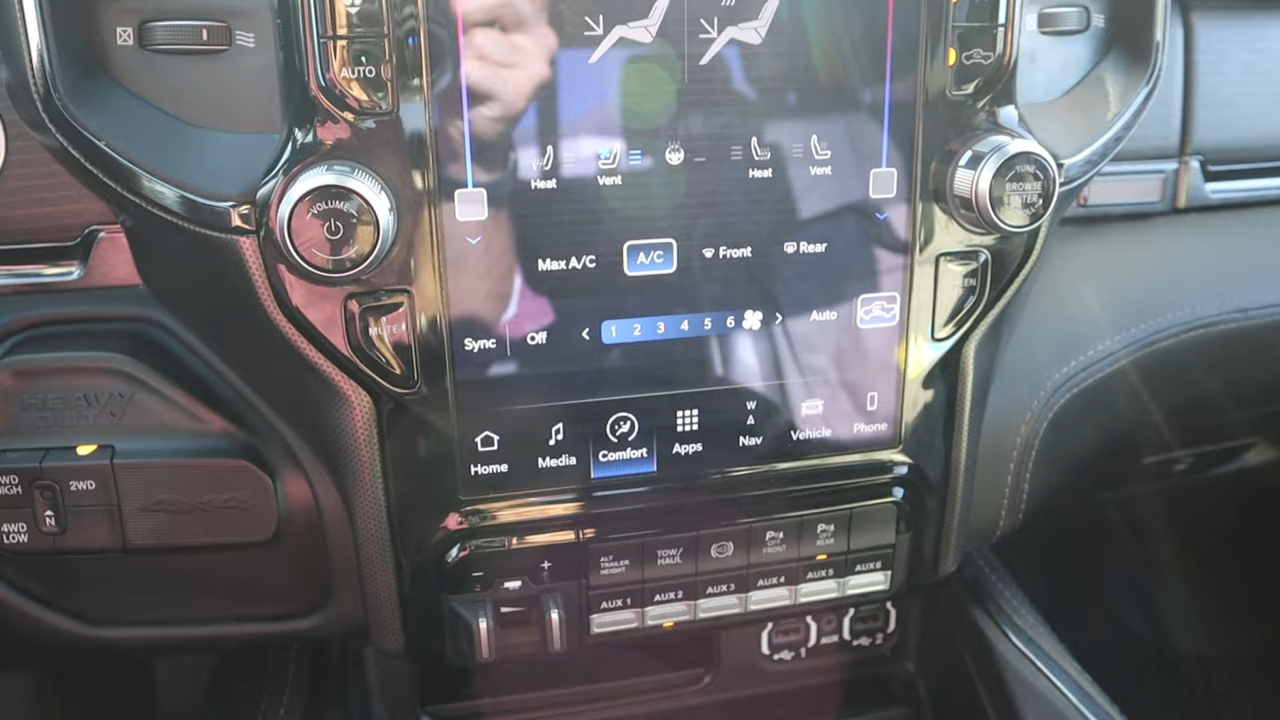 AUTO
VOLUME
MUTE
TUNE
BROWSE
ENTER
Heat
Vent
Heat
Vent
Max A/C
A/C
Front
Rear
Sync
Off
1 2 3 4 5 6
Auto
Home
Media
Comfort
Apps
W
A
Nav
Vehicle
Phone
HEAVY
DUTY
2WD
4WD
LOW
N
4X4
ALT
TRAILER
HEIGHT
TOW/
HAUL
OFF
FRONT
OFF
REAR
- +
AUX 1
AUX 2
AUX 3
AUX 4
AUX 5
AUX 6
1
AUX
2